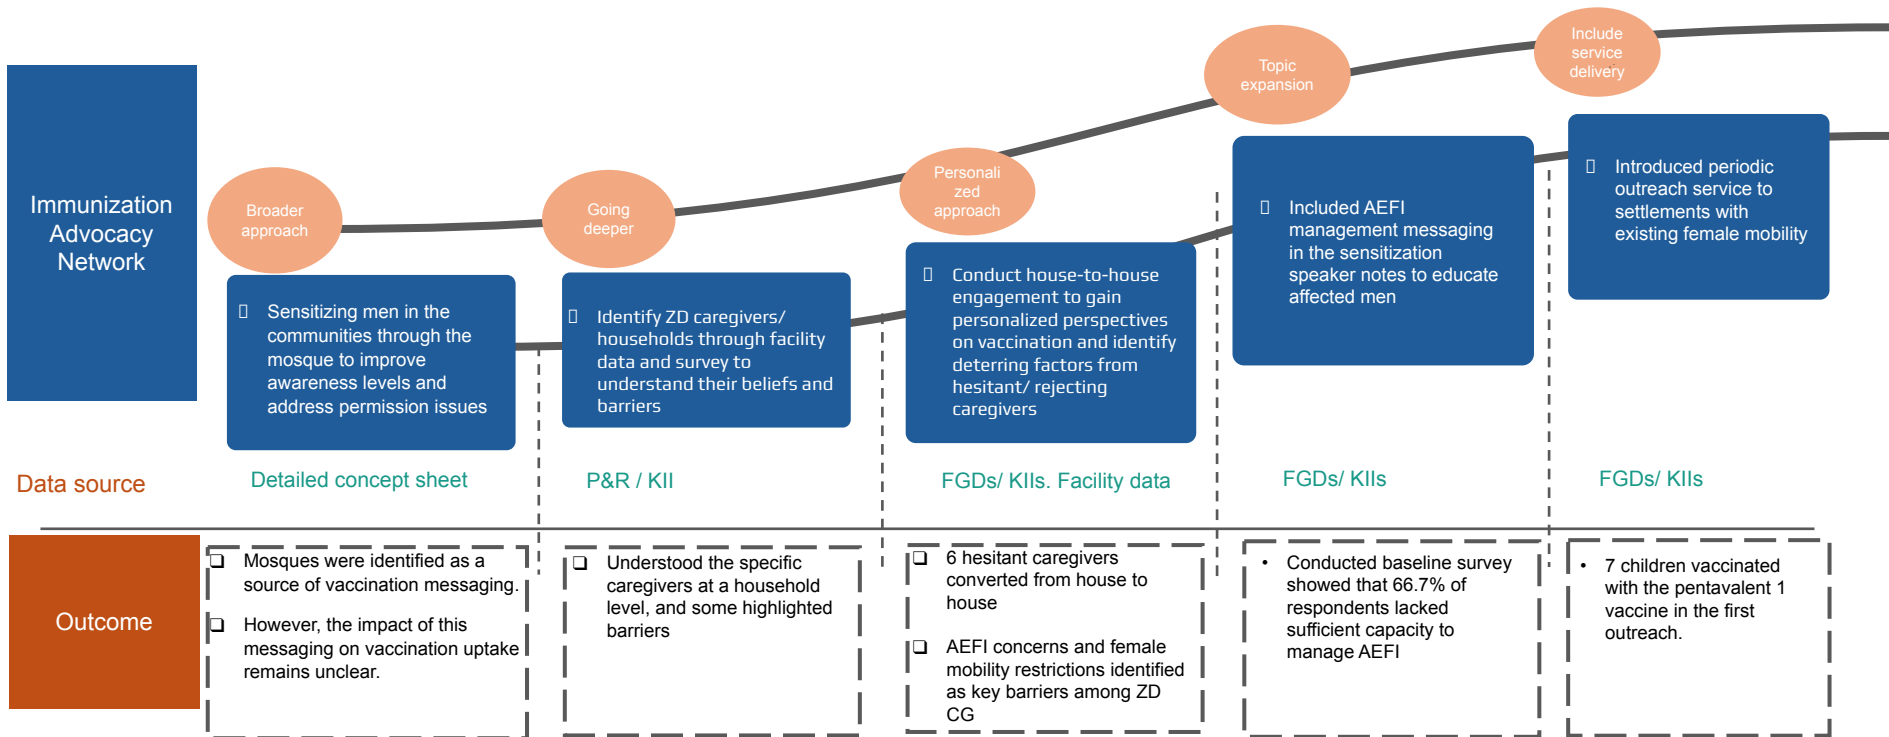 Immunization
Advocacy
Network
Broader
approach
Going
deeper
Personali
zed
approach
Topic
expansion
Include
service
delivery
Sensitizing men in the
communities through the
mosque to improve
awareness levels and
address permission issues
Identify ZD caregivers/
households through facility
data and survey to
understand their beliefs and
barriers
Conduct house-to-house
engagement to gain
personalized perspectives
on vaccination and identify
deterring factors from
hesitant/ rejecting
caregivers
Included AEFI
management messaging
in the sensitization
speaker notes to educate
affected men
Introduced periodic
outreach service to
settlements with
existing female mobility
Data source
Detailed concept sheet
P&R / KII
FGDs/ KIIs. Facility data
FGDs/ KIIs
FGDs/ KIIs
Outcome
❑ Mosques were identified as a
source of vaccination messaging.
❑ However, the impact of this
messaging on vaccination uptake
remains unclear.
❑ Understood the specific
caregivers at a household
level, and some highlighted
barriers
❑ 6 hesitant caregivers
converted from house to
house
❑ AEFI concerns and female
mobility restrictions identified
as key barriers among ZD
CG
• Conducted baseline survey
showed that 66.7% of
respondents lacked
sufficient capacity to
manage AEFI
• 7 children vaccinated
with the pentavalent 1
vaccine in the first
outreach.